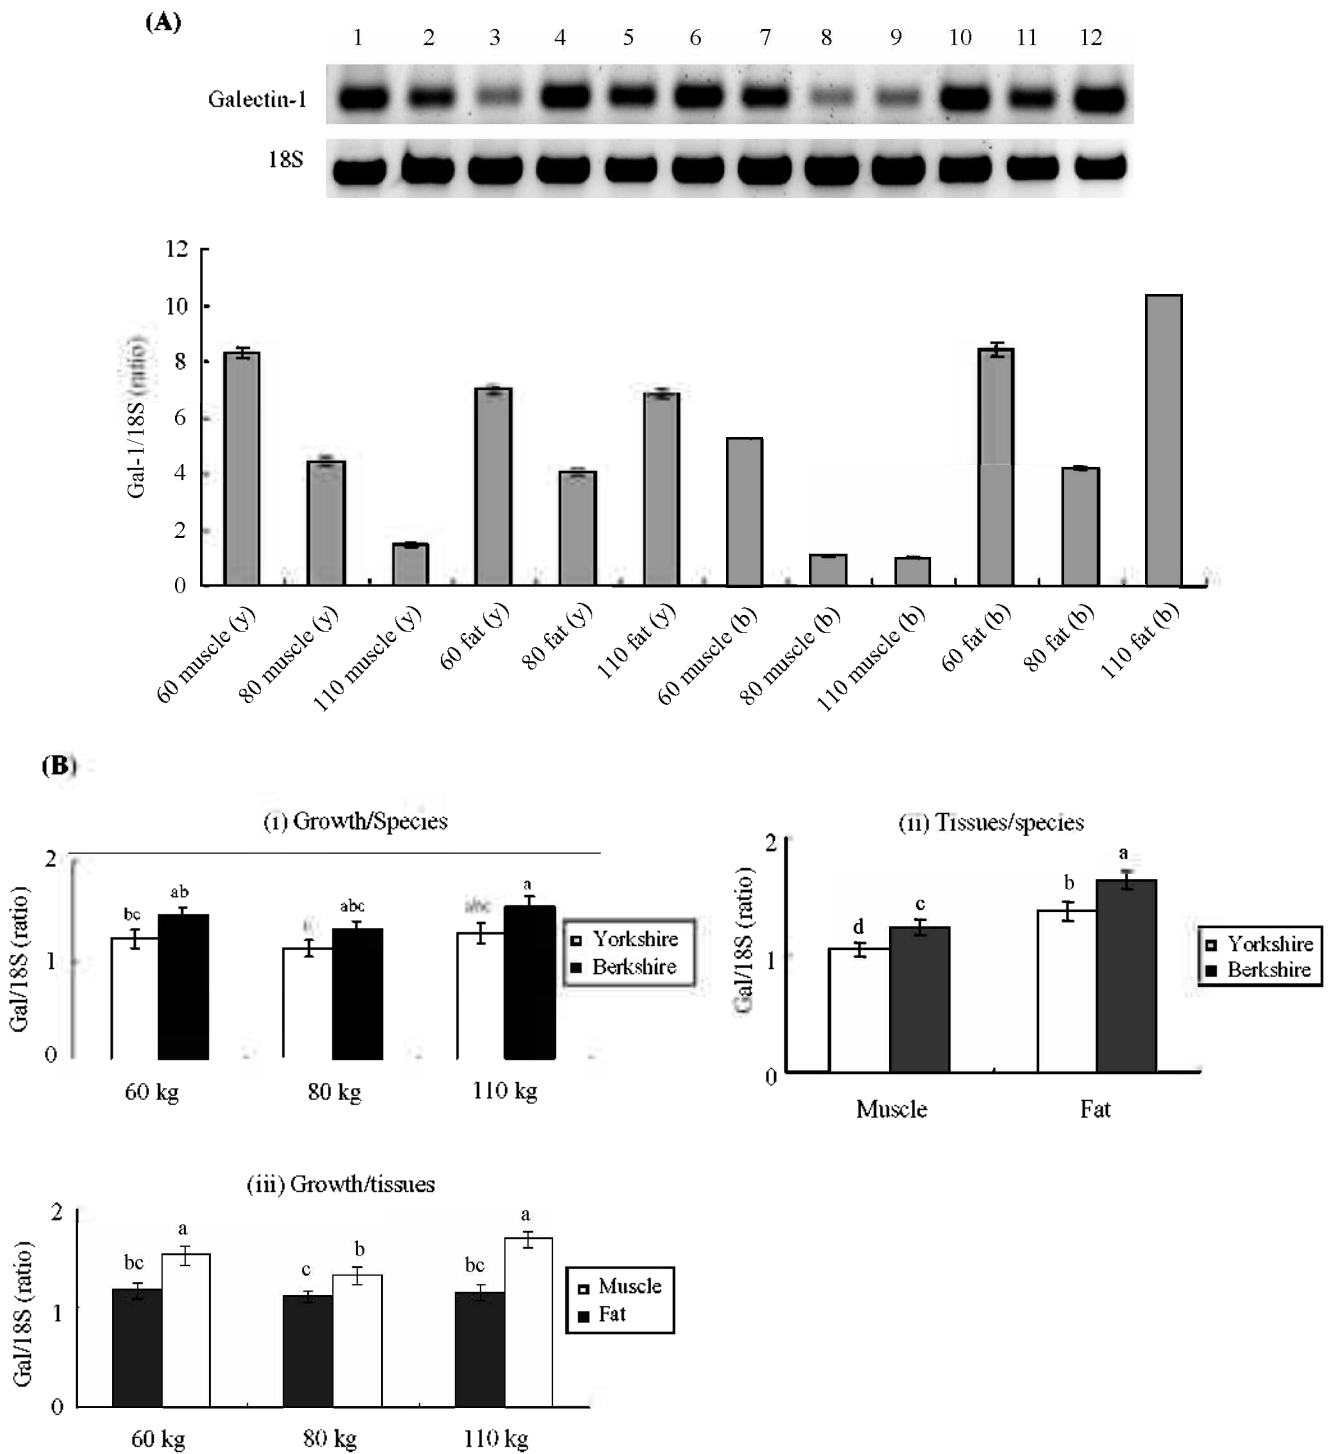 (A)
1 2 3 4 5 6 7 8 9 10 11 12
Galectin-1
18S
12
10
8
6
4
2
0
Gal-1/18S (ratio)
60 muscle (y)
80 muscle (y)
110 muscle (y)
60 fat (y)
80 fat (y)
110 fat (y)
60 muscle (b)
80 muscle (b)
110 muscle (b)
60 fat (b)
80 fat (b)
110 fat (b)
(B)
(i) Growth/Species
2
1
0
Gal/18S (ratio)
bc
ab
abc
abc
a
Yorkshire
Berkshire
60 kg
80 kg
110 kg
(ii) Tissues/species
2
1
0
Gal/18S (ratio)
d
c
b
a
Yorkshire
Berkshire
Muscle
Fat
(iii) Growth/tissues
2
1
0
Gal/18S (ratio)
bc
a
c
b
bc
a
Muscle
Fat
60 kg
80 kg
110 kg